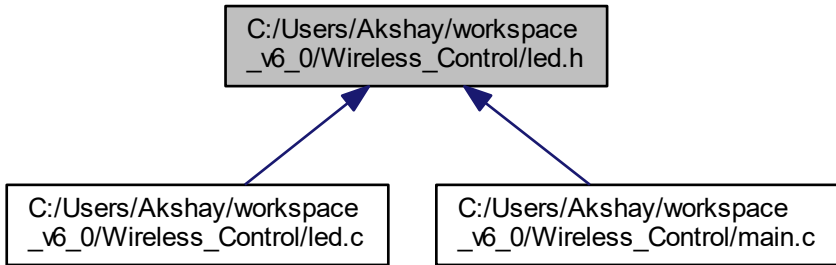 C:/Users/Akshay/workspace
_v6_0/Wireless_Control/led.h
C:/Users/Akshay/workspace
_v6_0/Wireless_Control/led.c
C:/Users/Akshay/workspace
_v6_0/Wireless_Control/main.c